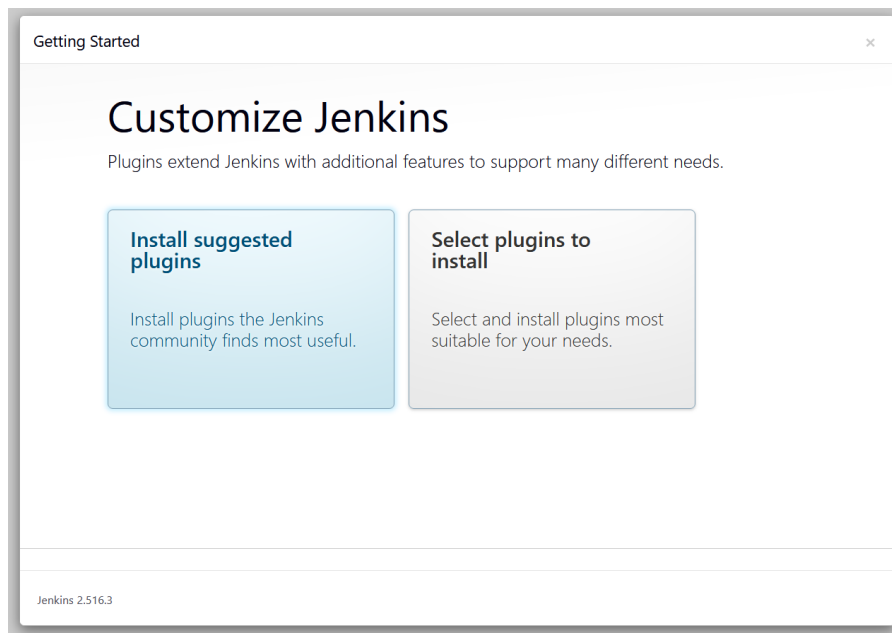 Getting Started
×
Customize Jenkins
Plugins extend Jenkins with additional features to support many different needs.
Install suggested
plugins
Install plugins the Jenkins
community finds most useful.
Select plugins to
install
Select and install plugins most
suitable for your needs.
Jenkins 2.516.3